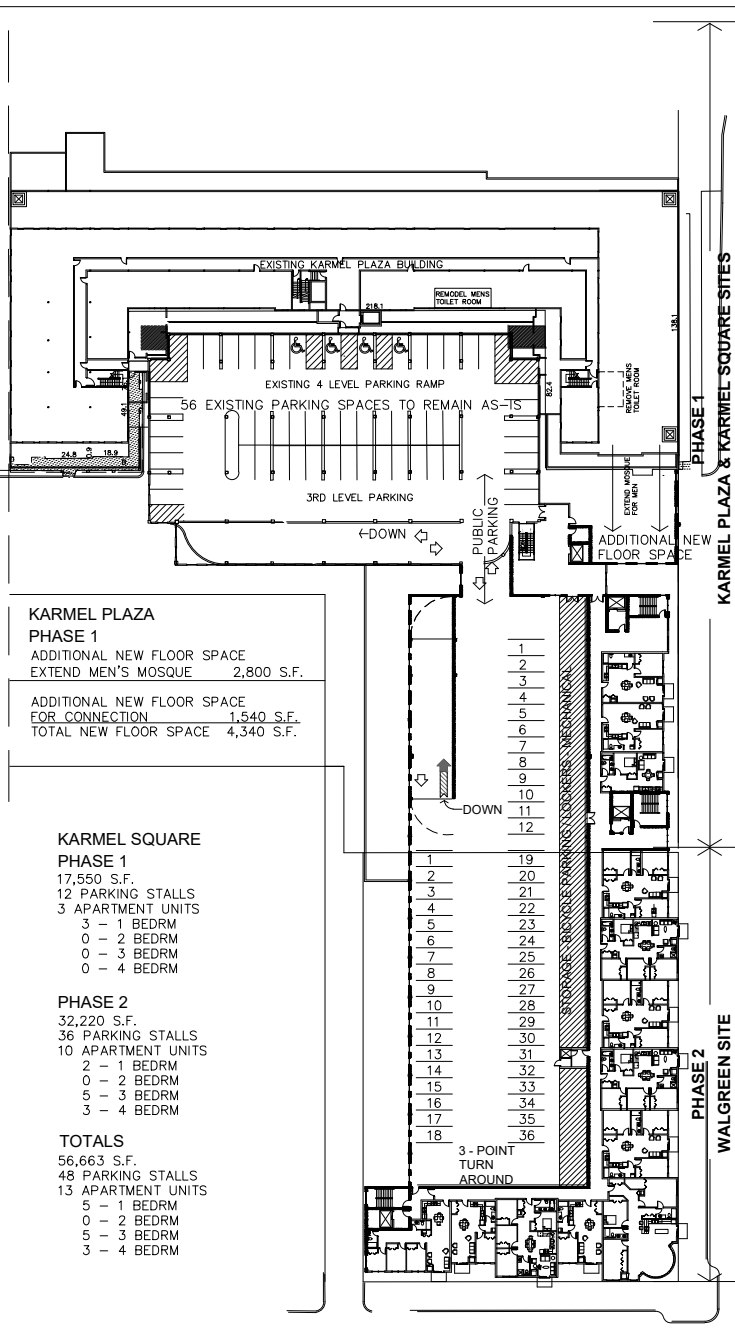 EXISTING KARMEL PLAZA BUILDING
REMODEL MENS
TOILET ROOM
218.1
138.1
EXISTING 4 LEVEL PARKING RAMP
56 EXISTING PARKING SPACES TO REMAIN AS-IS
82.4
REMOVE MENS
TOILET ROOM
49.1
24.8
0.9
18.9
3RD LEVEL PARKING
EXTEND MOSQUE
FOR MEN
DOWN
PUBLIC
PARKING
ADDITIONAL NEW
FLOOR SPACE
PHASE 1
KARMEL PLAZA & KARMEL SQUARE SITES
KARMEL PLAZA
PHASE 1
ADDITIONAL NEW FLOOR SPACE
EXTEND MEN'S MOSQUE 2,800 S.F.
ADDITIONAL NEW FLOOR SPACE
FOR CONNECTION 1,540 S.F.
TOTAL NEW FLOOR SPACE 4,340 S.F.
1
2
3
4
5
6
7
8
9
10
11
12
DOWN
STORAGE - BICYCLE PARKING / LOCKERS - MECHANICAL
KARMEL SQUARE
PHASE 1
17,550 S.F.
12 PARKING STALLS
3 APARTMENT UNITS
3 – 1 BEDRM
0 – 2 BEDRM
0 – 3 BEDRM
0 – 4 BEDRM
PHASE 2
32,220 S.F.
36 PARKING STALLS
10 APARTMENT UNITS
2 – 1 BEDRM
0 – 2 BEDRM
5 – 3 BEDRM
3 – 4 BEDRM
TOTALS
56,663 S.F.
48 PARKING STALLS
13 APARTMENT UNITS
5 – 1 BEDRM
0 – 2 BEDRM
5 – 3 BEDRM
3 – 4 BEDRM
1 19
2 20
3 21
4 22
5 23
6 24
7 25
8 26
9 27
10 28
11 29
12 30
13 31
14 32
15 33
16 34
17 35
18 36
3 - POINT
TURN
AROUND
PHASE 2
WALGREEN SITE